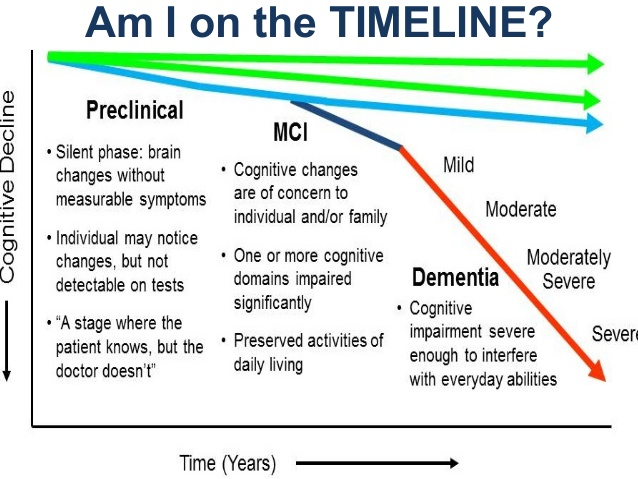 Am I on the TIMELINE?
Cognitive Decline
Preclinical
• Silent phase: brain
changes without
measurable symptoms
• Individual may notice
changes, but not
detectable on tests
• “A stage where the
patient knows, but the
doctor doesn’t”
MCI
• Cognitive changes
are of concern to
individual and/or family
• One or more cognitive
domains impaired
significantly
• Preserved activities of
daily living
Dementia
• Cognitive
impairment severe
enough to interfere
with everyday abilities
Mild
Moderate
Moderately
Severe
Severe
Time (Years)